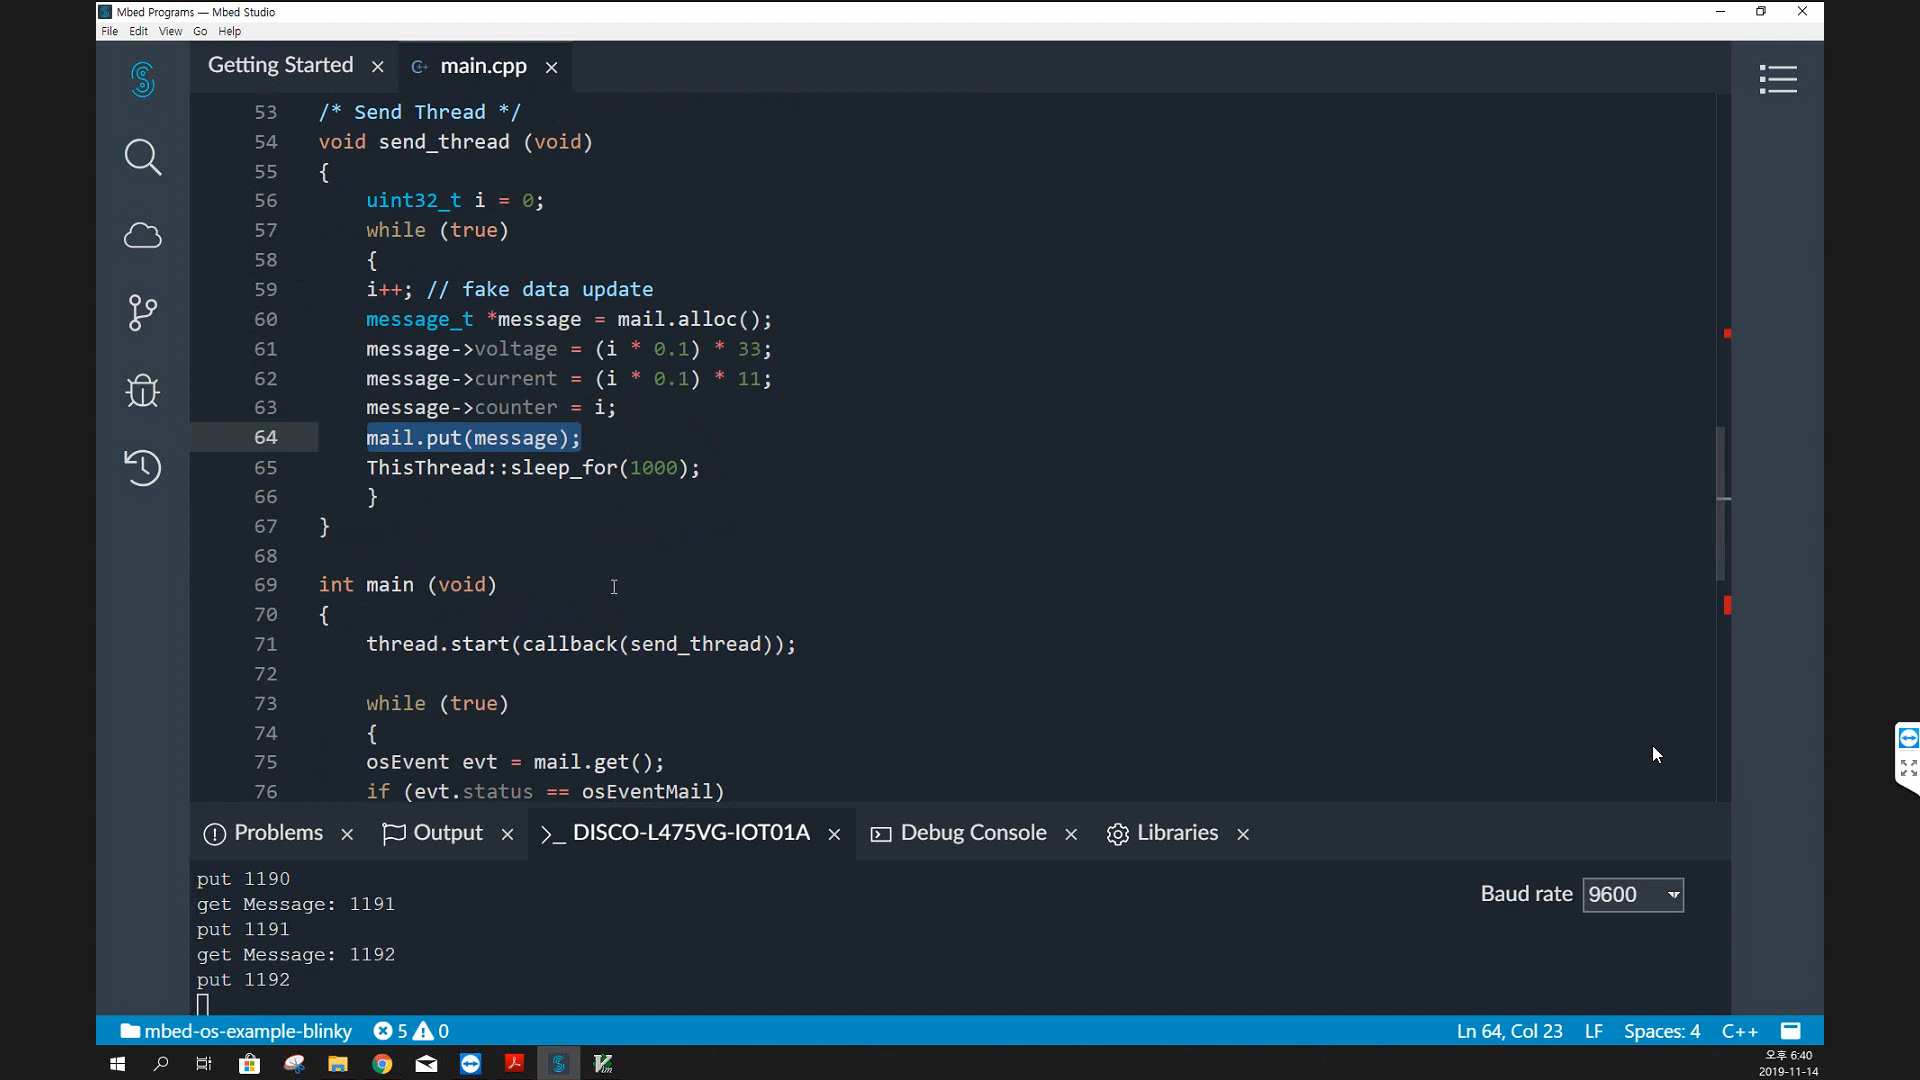 Mbed Programs — Mbed Studio
File Edit View Go Help
Getting Started × main.cpp ×
53 /* Send Thread */
54 void send_thread (void)
55 {
56 uint32_t i = 0;
57 while (true)
58 {
59 i++; // fake data update
60 message_t *message = mail.alloc();
61 message->voltage = (i * 0.1) * 33;
62 message->current = (i * 0.1) * 11;
63 message->counter = i;
64 mail.put(message);
65 ThisThread::sleep_for(1000);
66 }
67 }
68
69 int main (void)
70 {
71 thread.start(callback(send_thread));
72
73 while (true)
74 {
75 osEvent evt = mail.get();
76 if (evt.status == osEventMail)
Problems × Output × >_ DISCO-L475VG-IOT01A × Debug Console × Libraries ×
put 1190
get Message: 1191
put 1191
get Message: 1192
put 1192
Baud rate 9600
mbed-os-example-blinky 5 0 Ln 64, Col 23 LF Spaces: 4 C++
오후 6:40
2019-11-14